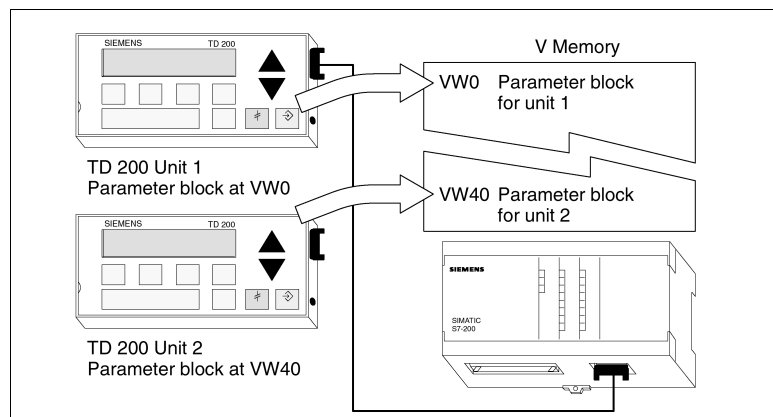 SIEMENS TD 200
TD 200 Unit 1
Parameter block at VW0
SIEMENS TD 200
TD 200 Unit 2
Parameter block at VW40
V Memory
VW0 Parameter block
for unit 1
VW40 Parameter block
for unit 2
SIEMENS
SIMATIC
S7-200